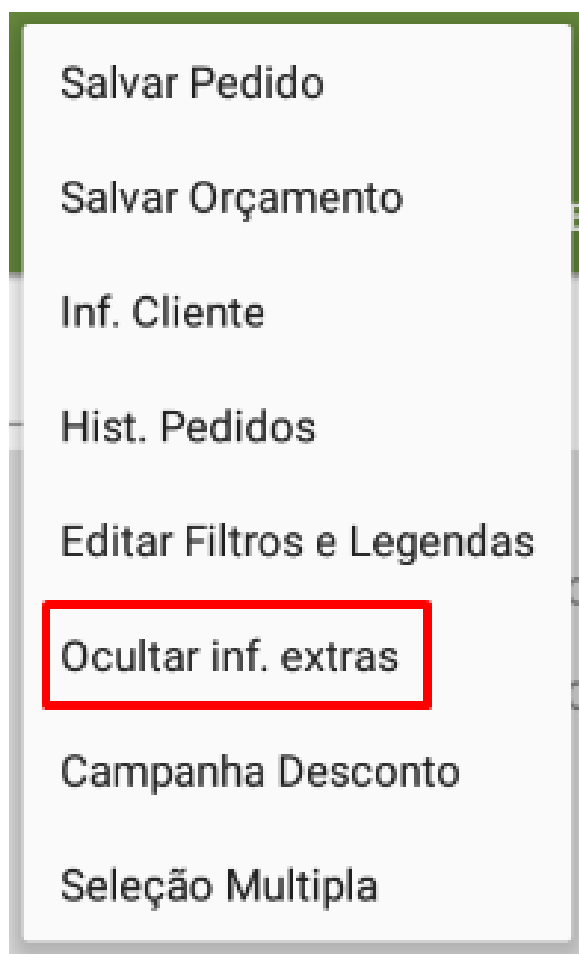 Salvar Pedido
Salvar Orçamento
Inf. Cliente
Hist. Pedidos
Editar Filtros e Legendas
Ocultar inf. extras
Campanha Desconto
Seleção Multipla